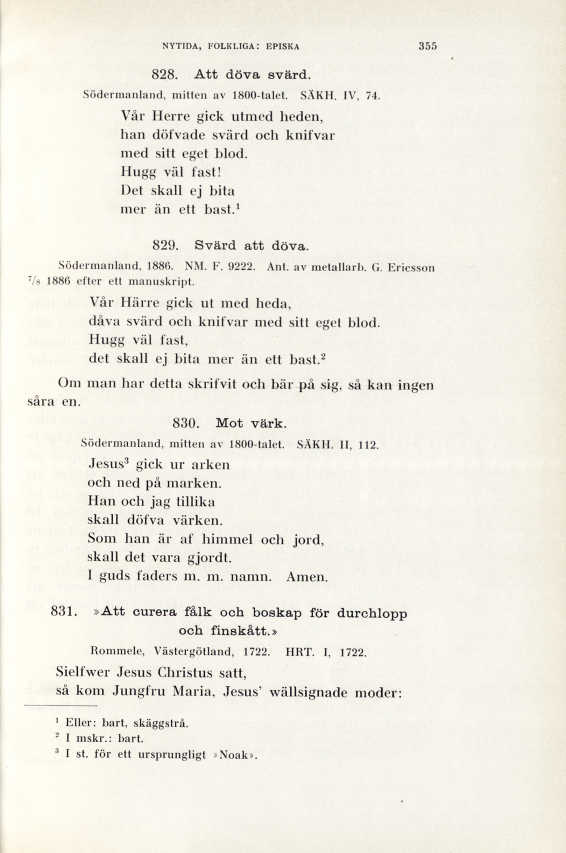 NYTIDA, FOLKLIGA: EPISKA 355
828. Att döva svärd.
Södermanland, mitten av 1800-talet. SÄKH. IV, 74.
Vår Herre gick utmed heden,
han döfvade svärd och knifvar
med sitt eget blod.
Hugg väl fast!
Det skall ej bita
mer än ett bast.¹
829. Svärd att döva.
Södermanland, 1886. NM. F. 9222. Ant. av metallarb. G. Ericsson
⁷/₈ 1886 efter ett manuskript.
Vår Härre gick ut med heda,
dåva svärd och knifvar med sitt eget blod.
Hugg väl fast,
det skall ej bita mer än ett bast.²
Om man har detta skrifvit och bär på sig, så kan ingen
såra en.
830. Mot värk.
Södermanland, mitten av 1800-talet. SÄKH. II, 112.
Jesus³ gick ur arken
och ned på marken.
Han och jag tillika
skall döfva värken.
Som han är af himmel och jord,
skall det vara gjordt.
I guds faders m. m. namn. Amen.
831. »Att curera fålk och boskap för durchlopp
och finskått.»
Rommele, Västergötland, 1722. HRT. I, 1722.
Sielfwer Jesus Christus satt,
så kom Jungfru Maria, Jesus' wällsignade moder:
¹ Eller: bart, skäggstrå.
² I mskr.: bart.
³ I st. för ett ursprungligt »Noak».